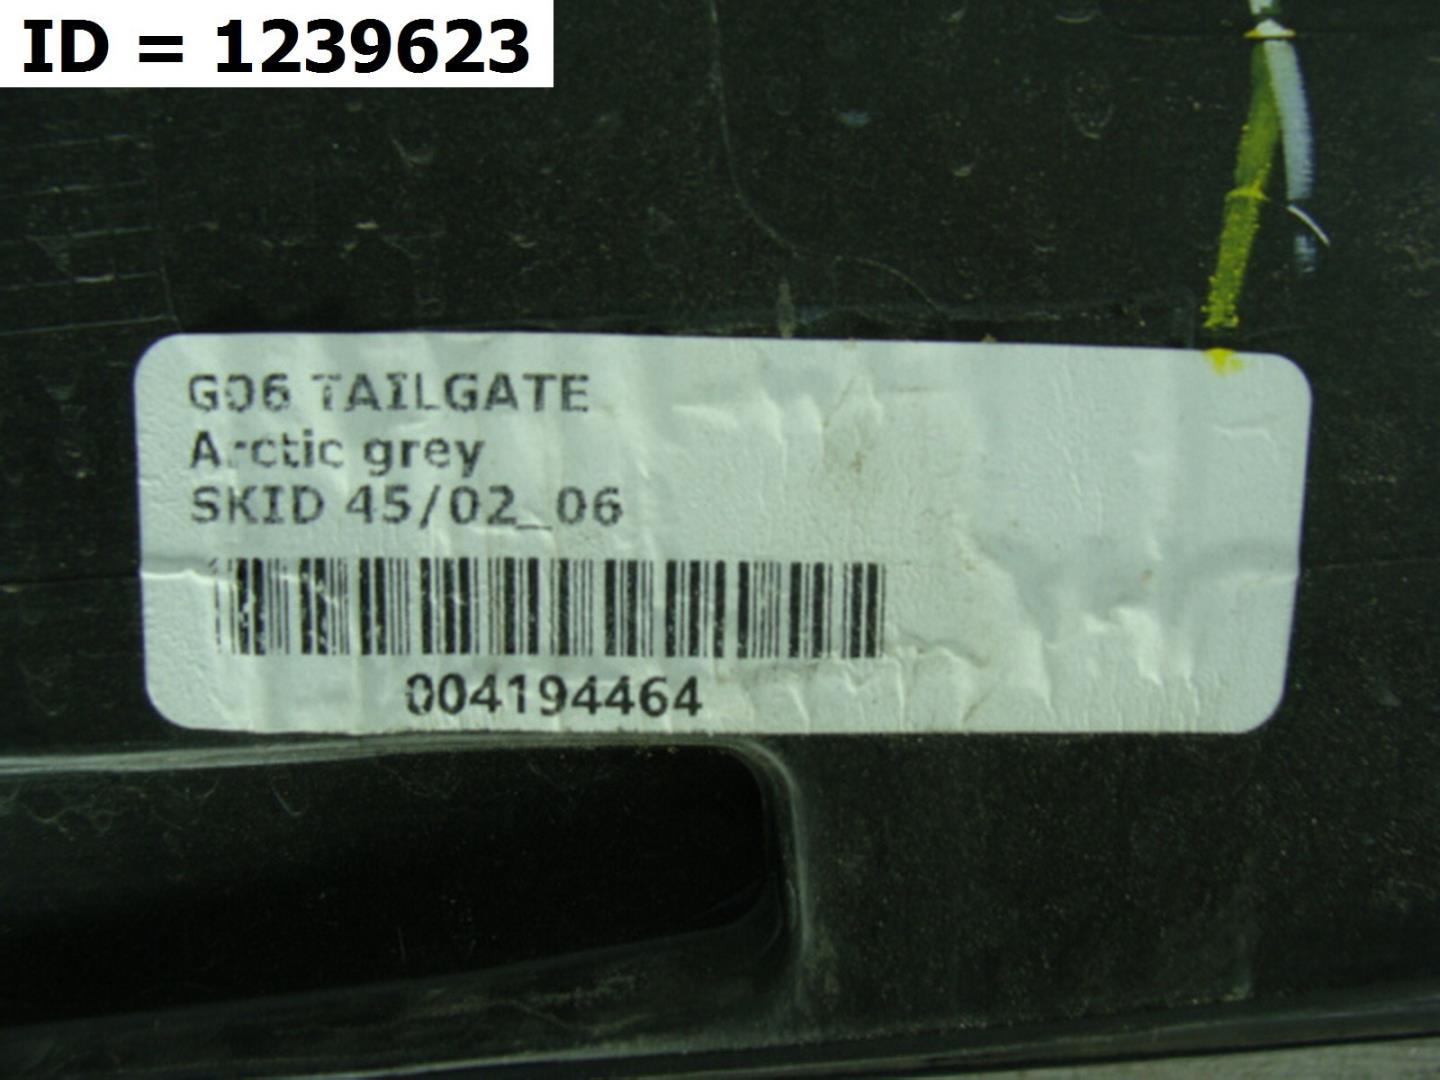 ID = 1239623
G06 TAILGATE
Arctic grey
SKID 45/02_06
004194464